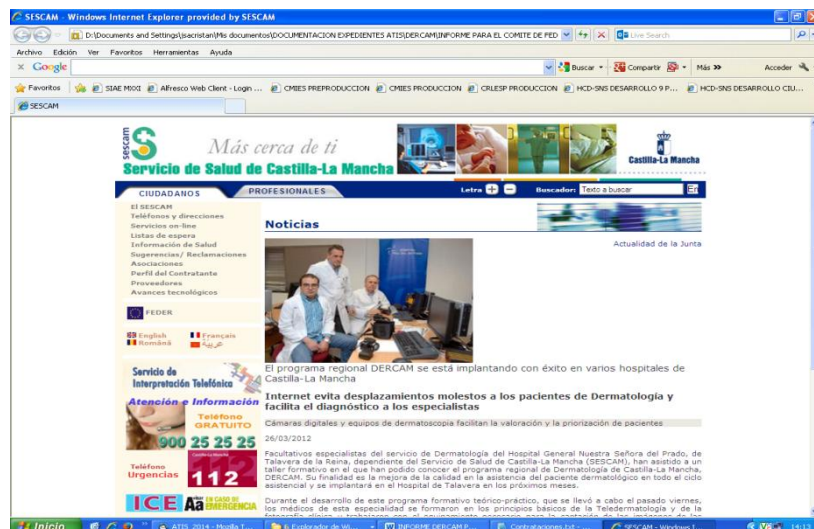 SESCAM - Windows Internet Explorer provided by SESCAM
D:\Documents and Settings\jsacristan\Mis documentos\DOCUMENTACION EXPEDIENTES ATIS\DERCAM\INFORME PARA EL COMITE DE FED
Live Search
Archivo Edición Ver Favoritos Herramientas Ayuda
Google
Buscar
Compartir
Más »
Acceder
Favoritos
SIAE MIXXI
Alfresco Web Client - Login ...
CMIES PREPRODUCCION
CMIES PRODUCCION
CRLESP PRODUCCION
HCD-SNS DESARROLLO 9 P...
HCD-SNS DESARROLLO CIU...
SESCAM
sescam
Más cerca de ti
Servicio de Salud de Castilla-La Mancha
Castilla-La Mancha
CIUDADANOS
PROFESIONALES
Letra + -
Buscador: Texto a buscar
En
El SESCAM
Teléfonos y direcciones
Servicios on-line
Listas de espera
Información de Salud
Sugerencias/ Reclamaciones
Asociaciones
Perfil del Contratante
Proveedores
Avances tecnológicos
FEDER
English
Français
Română
عربية
Servicio de
Interpretación Telefónica
Atención e Información
Teléfono
GRATUITO
900 25 25 25
Teléfono
Urgencias
112
ICE
Aa
EN CASO DE
EMERGENCIA
Noticias
Actualidad de la Junta
El programa regional DERCAM se está implantando con éxito en varios hospitales de
Castilla-La Mancha
Internet evita desplazamientos molestos a los pacientes de Dermatología y
facilita el diagnóstico a los especialistas
Cámaras digitales y equipos de dermatoscopia facilitan la valoración y la priorización de pacientes
26/03/2012
Facultativos especialistas del servicio de Dermatología del Hospital General Nuestra Señora del Prado, de
Talavera de la Reina, dependiente del Servicio de Salud de Castilla-La Mancha (SESCAM), han asistido a un
taller formativo en el que han podido conocer el programa regional de Dermatología de Castilla-La Mancha,
DERCAM. Su finalidad es la mejora de la calidad en la asistencia del paciente dermatológico en todo el ciclo
asistencial y se implantará en el Hospital de Talavera en los próximos meses.
Durante el desarrollo de este programa formativo teórico-práctico, que se llevó a cabo el pasado viernes,
los médicos de esta especialidad se formaron en los principios básicos de la Teledermatología y de la
Inicio
ATIS 2014 - Mozilla T...
6 Explorador de Wi...
INFORME DERCAM P...
Contrataciones.txt - ...
SESCAM - Windows I...
14:13